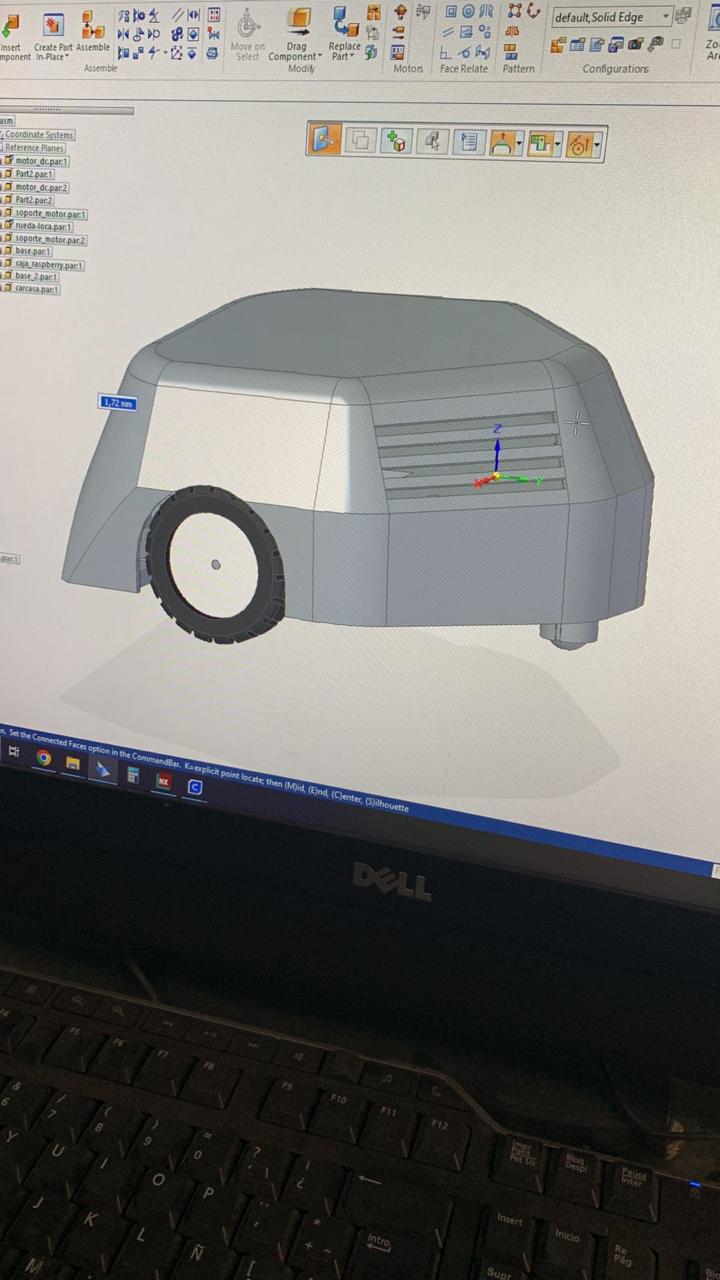 default,Solid Edge
Insert
Component
Create Part
In-Place
Assemble
Move on
Select
Drag
Component
Replace
Part
Assemble
Modify
Motors
Face Relate
Pattern
Configurations
asm
Coordinate Systems
Reference Planes
motor_dc.par:1
Part2.par:1
motor_dc.par:2
Part2.par:2
soporte_motor.par:1
rueda-loca.par:1
soporte_motor.par:2
base.par:1
caja_raspberry.par:1
base_2.par:1
carcasa.par:1
1,72 mm
Z
X
Y
par:1
n. Set the Connected Faces option in the CommandBar. K=explicit point locate; then (M)id, (E)nd, (C)enter, (S)ilhouette
NX
C
DELL
F5
F6
F7
F8
F9
F10
F11
F12
Impr
Pant
Pet Sis
Bloq
Despl
Pausa
Inter
& 6
/ 7
( 8
) 9
= 0
? '
¿
Y
U
I
O
P
J
K
L
Ñ
M
[
* + ~
Intro
Insert
Inicio
Re
Pág
Supr